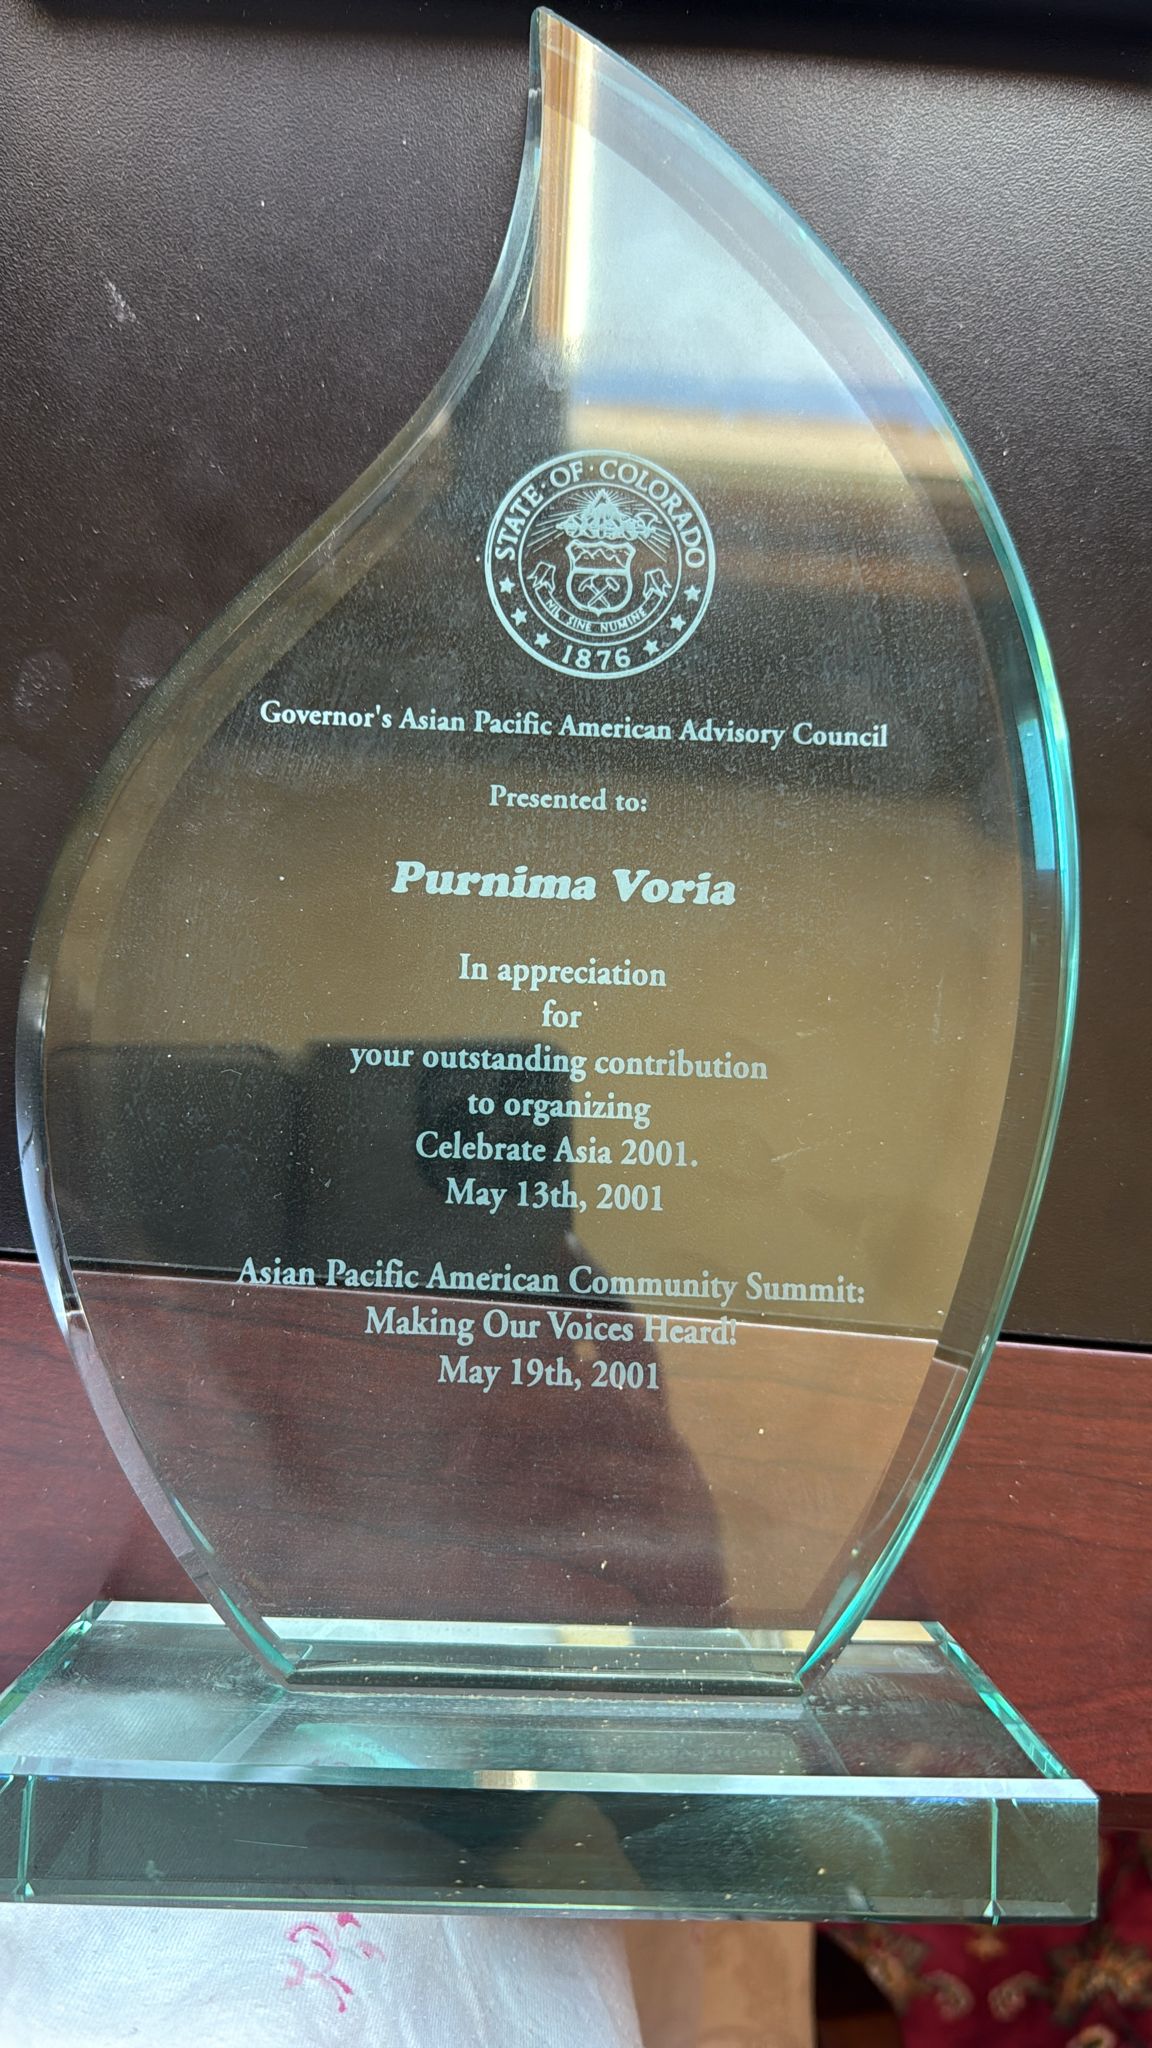 STATE · OF · COLORADO
NIL SINE NUMINE
1876
Governor's Asian Pacific American Advisory Council
Presented to:
Purnima Voria
In appreciation
for
your outstanding contribution
to organizing
Celebrate Asia 2001.
May 13th, 2001
Asian Pacific American Community Summit:
Making Our Voices Heard!
May 19th, 2001